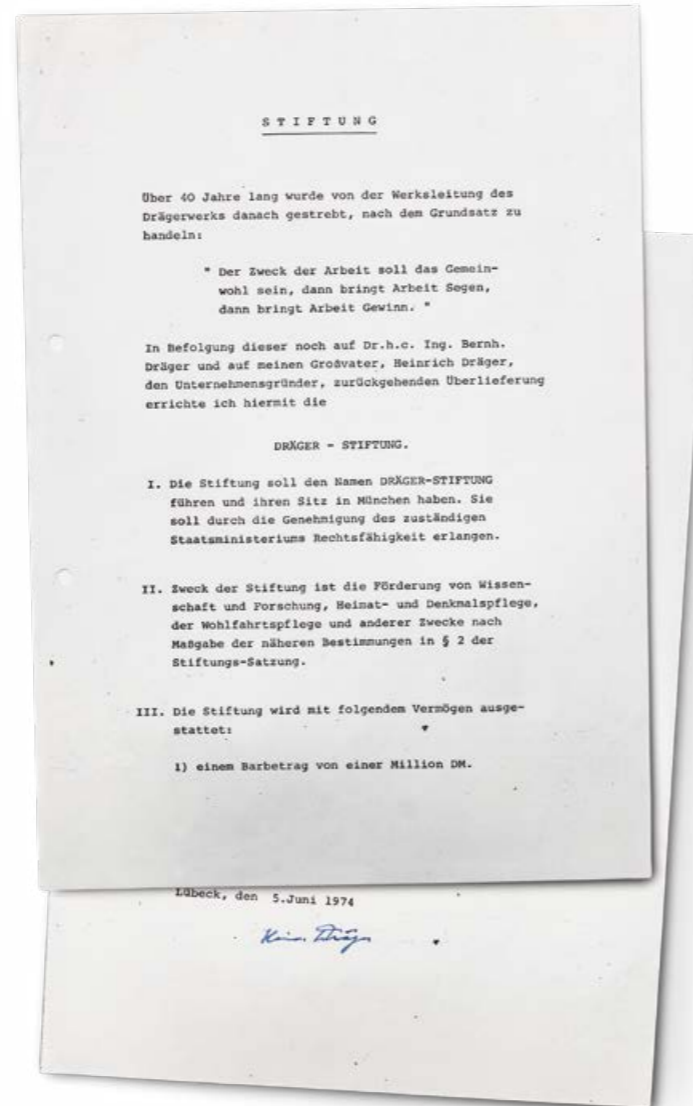 STIFTUNG
Über 40 Jahre lang wurde von der Werksleitung des
Drägerwerks danach gestrebt, nach dem Grundsatz zu
handeln:
" Der Zweck der Arbeit soll das Gemein-
wohl sein, dann bringt Arbeit Segen,
dann bringt Arbeit Gewinn. "
In Befolgung dieser noch auf Dr.h.c. Ing. Bernh.
Dräger und auf meinen Großvater, Heinrich Dräger,
den Unternehmensgründer, zurückgehenden Überlieferung
errichte ich hiermit die
DRÄGER - STIFTUNG.
I. Die Stiftung soll den Namen DRÄGER-STIFTUNG
führen und ihren Sitz in München haben. Sie
soll durch die Genehmigung des zuständigen
Staatsministeriums Rechtsfähigkeit erlangen.
II. Zweck der Stiftung ist die Förderung von Wissen-
schaft und Forschung, Heimat- und Denkmalspflege,
der Wohlfahrtspflege und anderer Zwecke nach
Maßgabe der näheren Bestimmungen in § 2 der
Stiftungs-Satzung.
III. Die Stiftung wird mit folgendem Vermögen ausge-
stattet:
1) einem Barbetrag von einer Million DM.
Lübeck, den 5.Juni 1974
Dräger